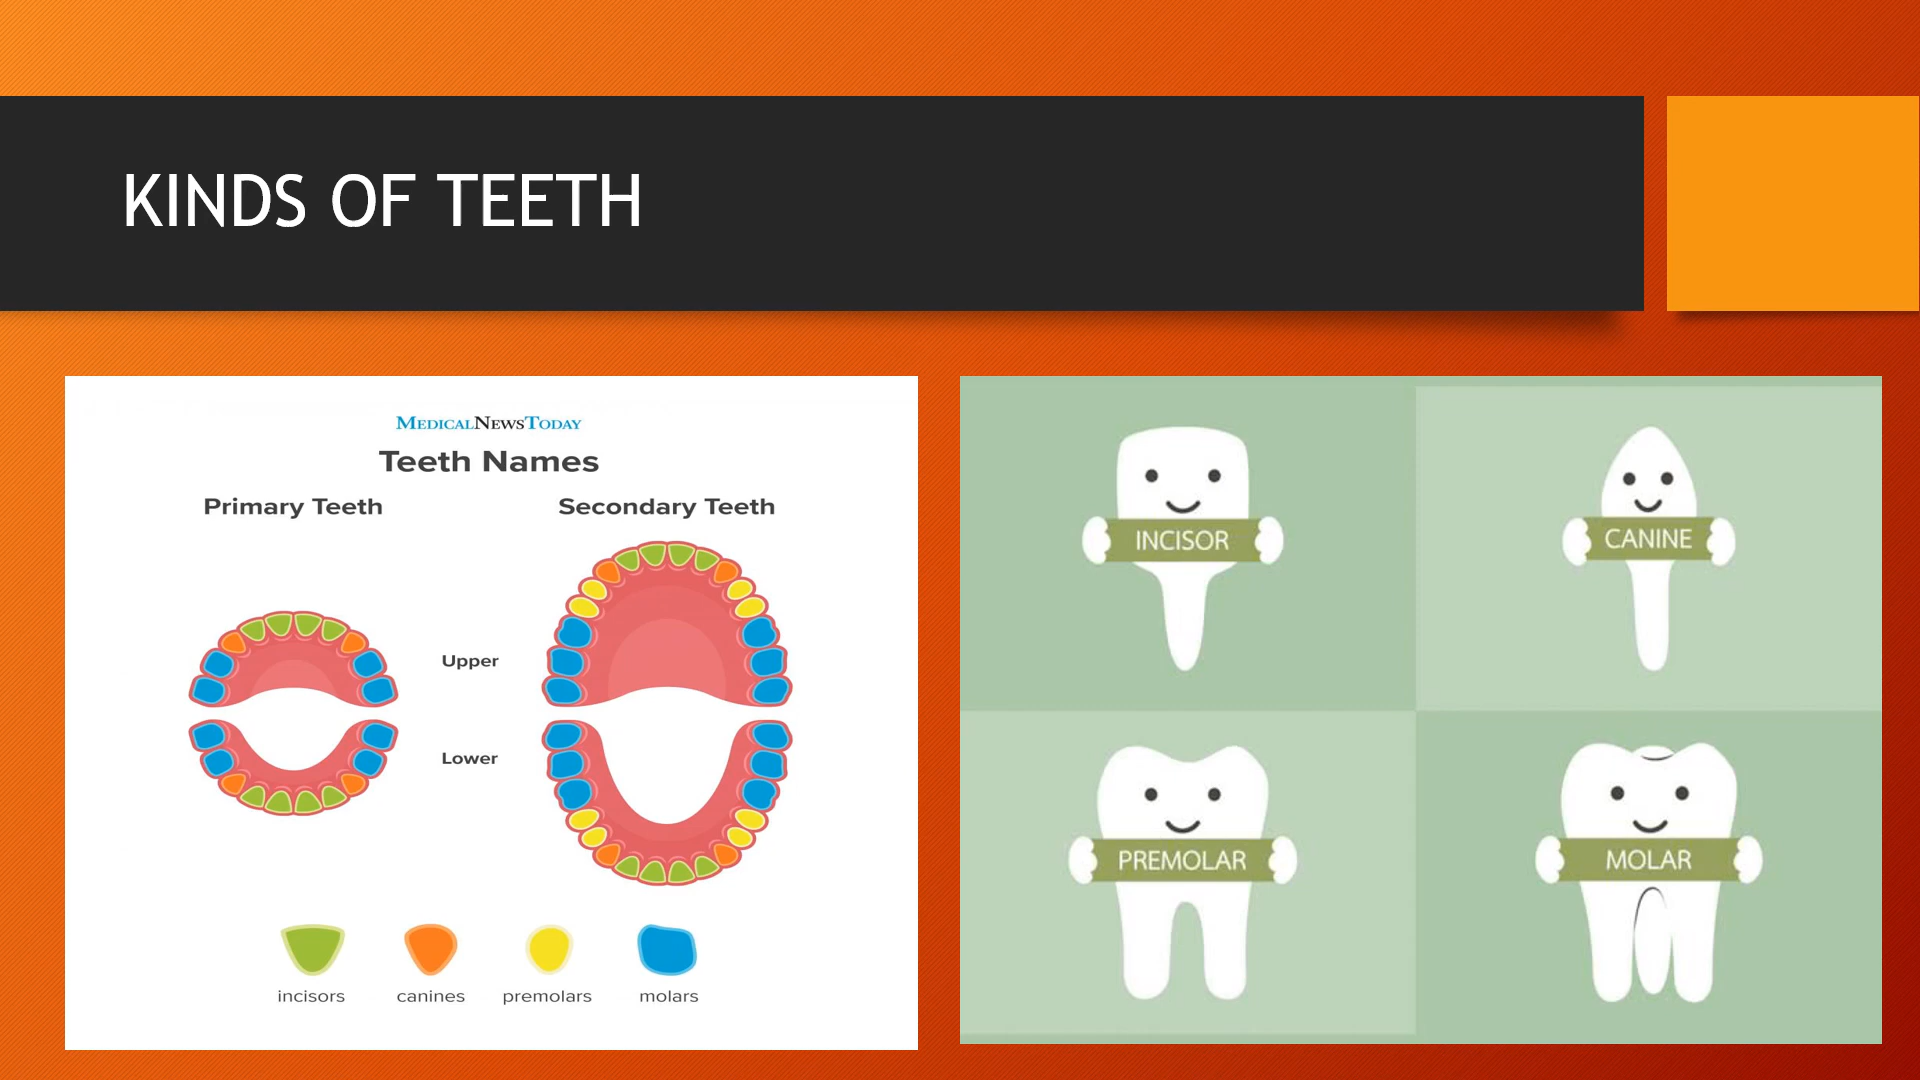 KINDS OF TEETH
MEDICALNEWSTODAY
Teeth Names
Primary Teeth
Secondary Teeth
Upper
Lower
incisors
canines
premolars
molars
INCISOR
CANINE
PREMOLAR
MOLAR